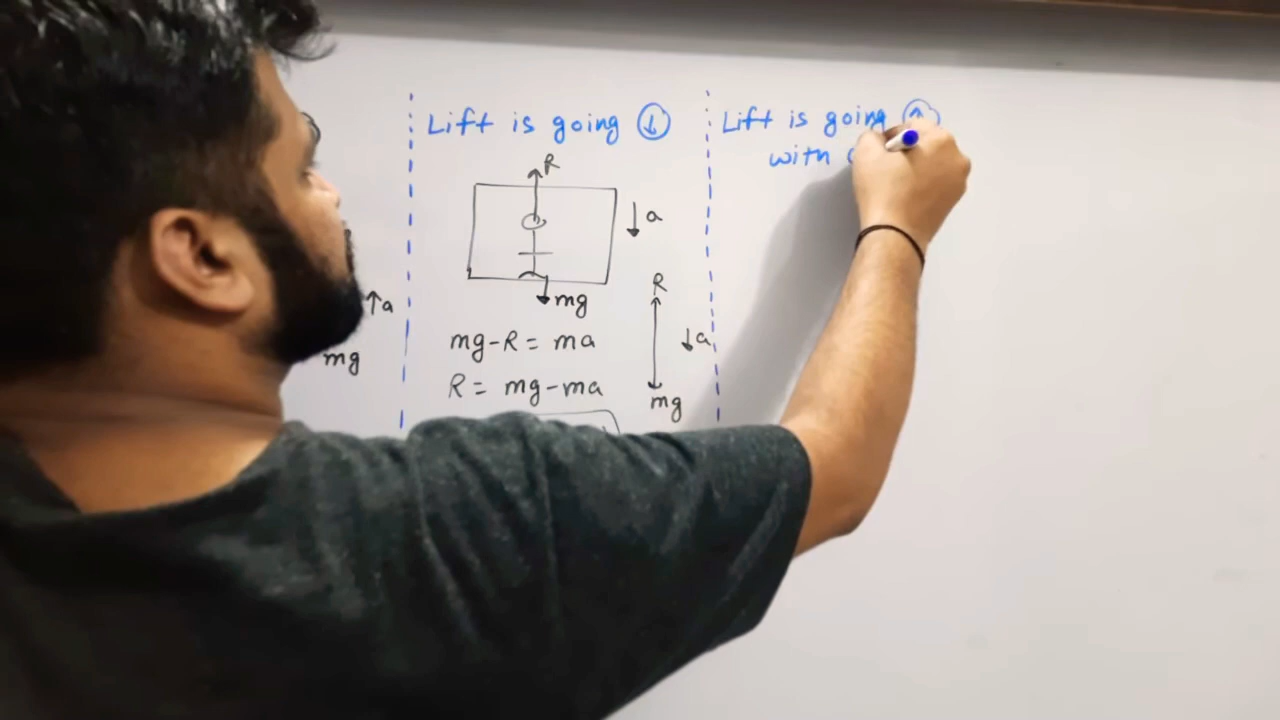 ↑a
mg
Lift is going ↓
R
↓a
mg
mg-R = ma
R = mg-ma
R
↓a
mg
Lift is going ↑
with